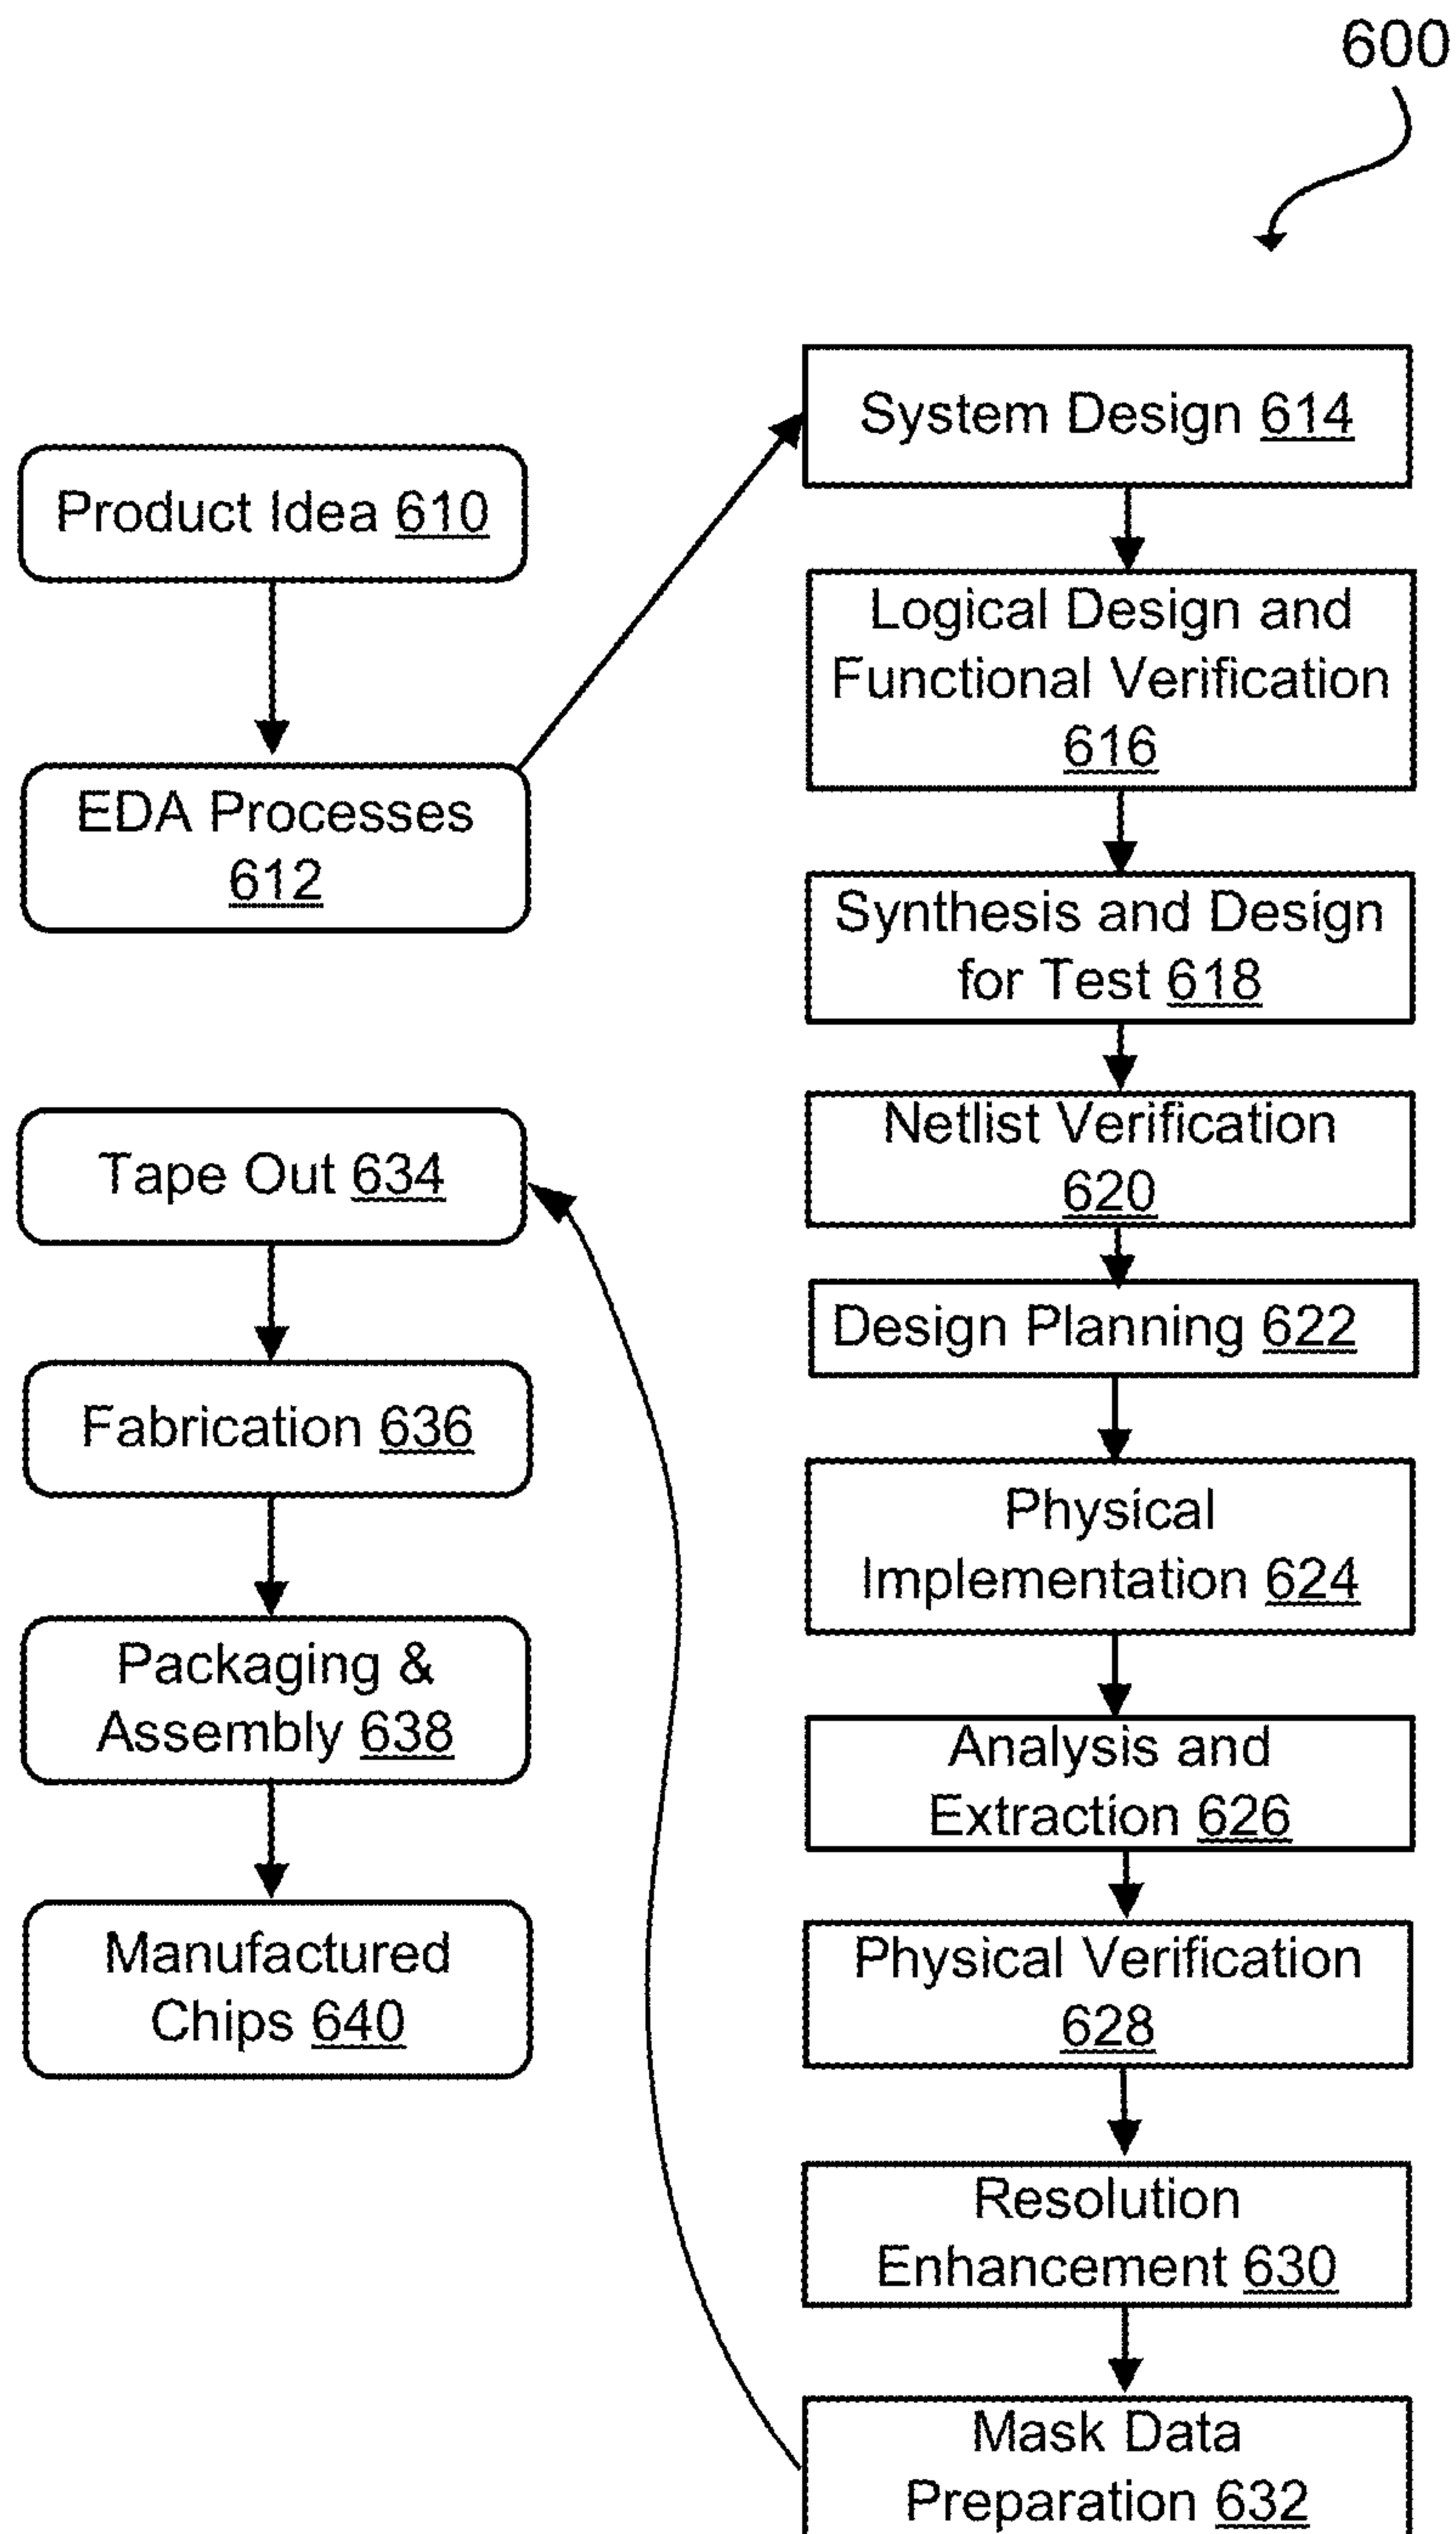 600
Product Idea 610
EDA Processes
612
System Design 614
Logical Design and
Functional Verification
616
Synthesis and Design
for Test 618
Netlist Verification
620
Design Planning 622
Physical
Implementation 624
Analysis and
Extraction 626
Physical Verification
628
Resolution
Enhancement 630
Mask Data
Preparation 632
Tape Out 634
Fabrication 636
Packaging &
Assembly 638
Manufactured
Chips 640